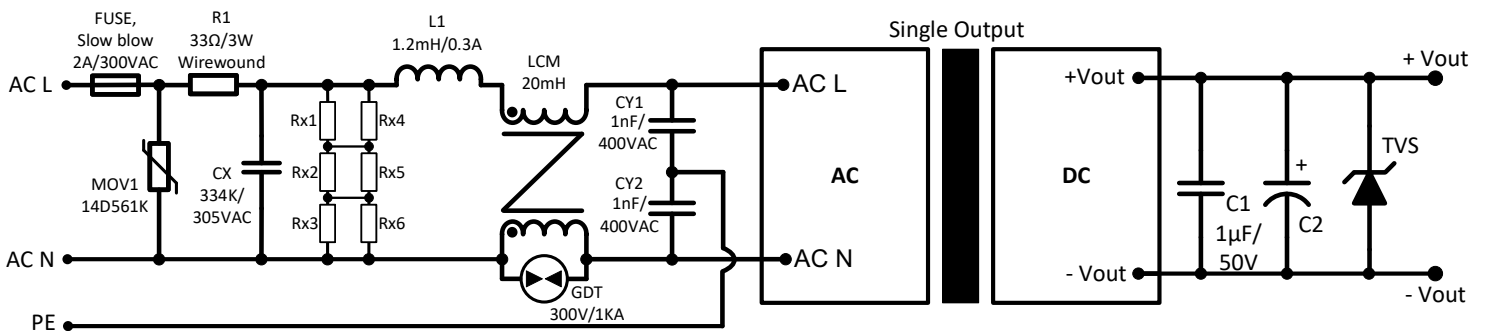 FUSE,
Slow blow
2A/300VAC
R1
33Ω/3W
Wirewound
L1
1.2mH/0.3A
LCM
20mH
Single Output
AC L
Rx1
Rx4
CY1
1nF/
400VAC
AC L
+Vout
+ Vout
MOV1
14D561K
CX
334K/
305VAC
Rx2
Rx5
Rx3
Rx6
CY2
1nF/
400VAC
AC
DC
C1
1µF/
50V
+
C2
TVS
AC N
AC N
- Vout
- Vout
GDT
300V/1KA
PE